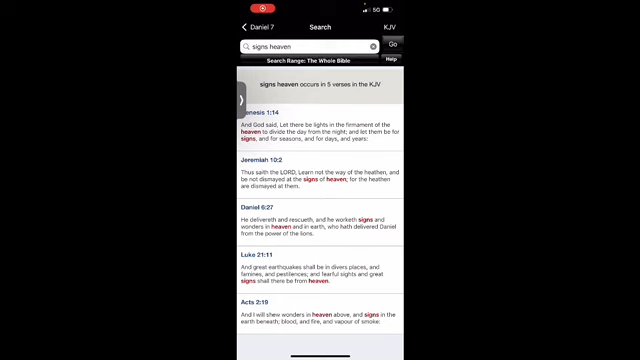 5G
Daniel 7
Search
KJV
signs heaven
Go
Search Range: The Whole Bible
Help
signs heaven occurs in 5 verses in the KJV
enesis 1:14
And God said, Let there be lights in the firmament of the
heaven to divide the day from the night; and let them be for
signs, and for seasons, and for days, and years:
Jeremiah 10:2
Thus saith the LORD, Learn not the way of the heathen, and
be not dismayed at the signs of heaven; for the heathen
are dismayed at them.
Daniel 6:27
He delivereth and rescueth, and he worketh signs and
wonders in heaven and in earth, who hath delivered Daniel
from the power of the lions.
Luke 21:11
And great earthquakes shall be in divers places, and
famines, and pestilences; and fearful sights and great
signs shall there be from heaven.
Acts 2:19
And I will shew wonders in heaven above, and signs in the
earth beneath; blood, and fire, and vapour of smoke: